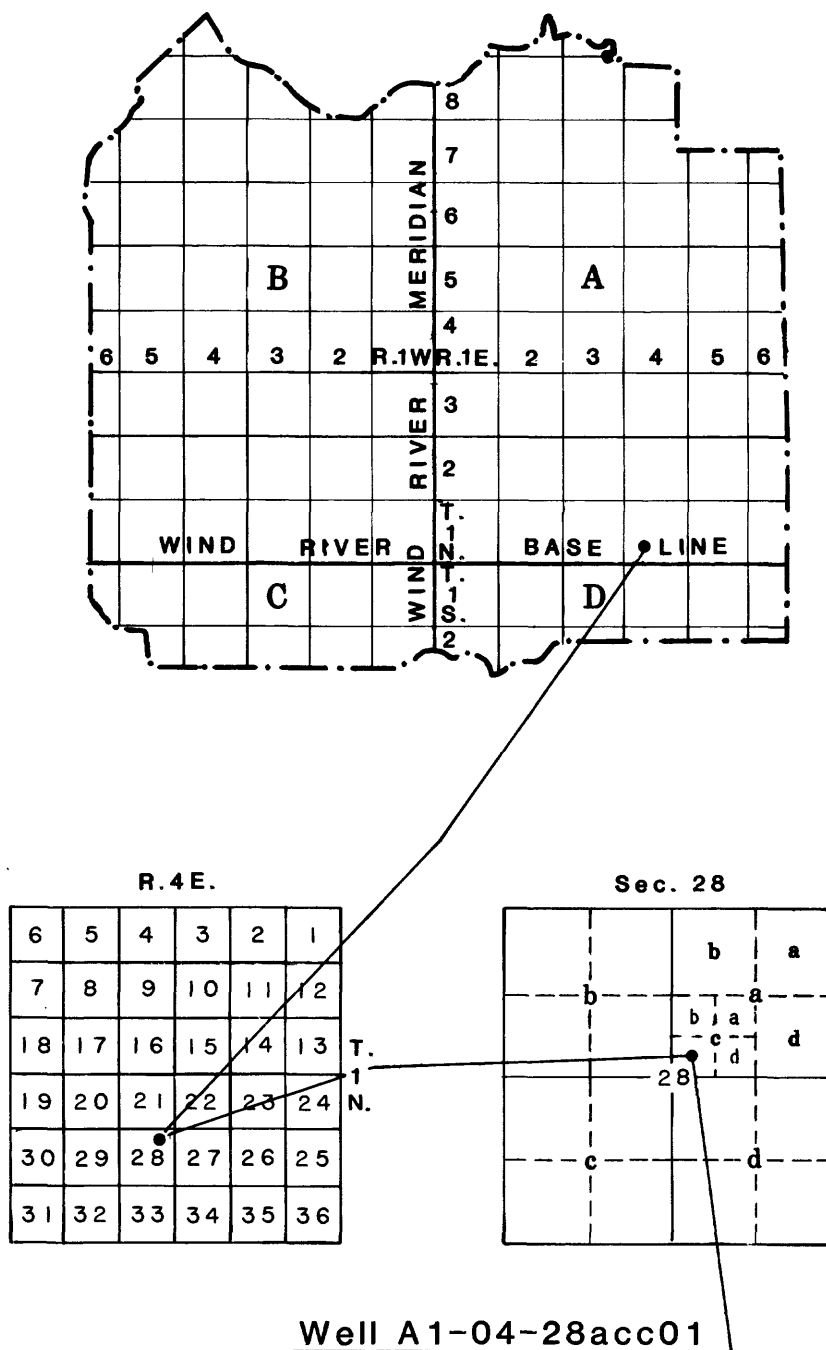 8
7
6
MERIDIAN
B
5
A
4
6 5 4 3 2 R.1W R.1E. 2 3 4 5 6
3
RIVER
2
T.
1
N.
WIND RIVER BASE LINE
WIND
T.
1
S.
C
D
2
R.4E.
6 5 4 3 2 1
7 8 9 10 11 12
18 17 16 15 14 13
19 20 21 22 23 24
30 29 28 27 26 25
31 32 33 34 35 36
T.
1
N.
Sec. 28
b a
b a
b a
c d
d
28
c d
Well A1-04-28acc01